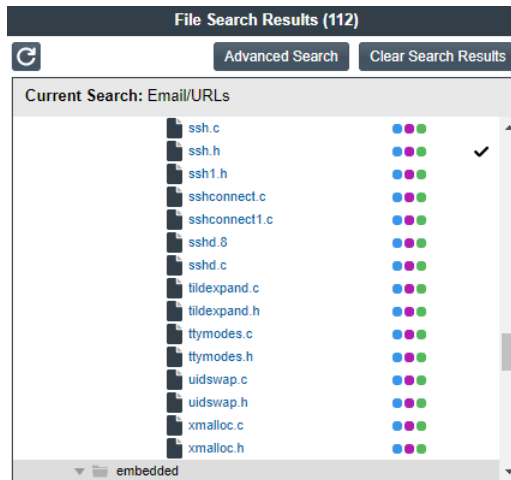 File Search Results (112)
Advanced Search Clear Search Results
Current Search: Email/URLs
ssh.c
ssh.h
ssh1.h
sshconnect.c
sshconnect1.c
sshd.8
sshd.c
tildexpand.c
tildexpand.h
ttymodes.c
ttymodes.h
uidswap.c
uidswap.h
xmalloc.c
xmalloc.h
embedded